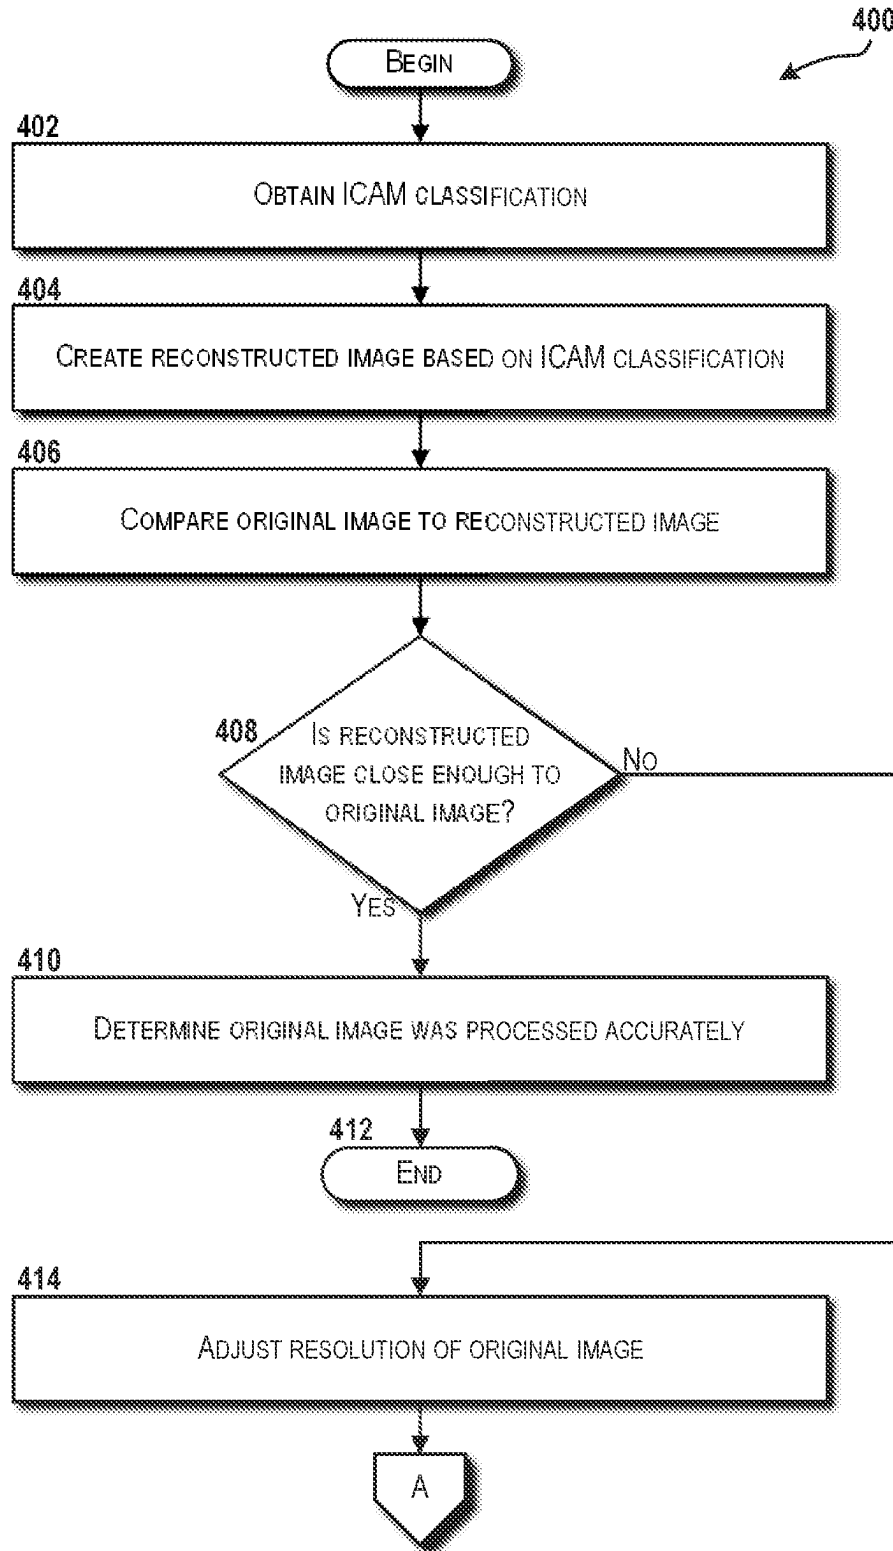 400
BEGIN
402
OBTAIN ICAM CLASSIFICATION
404
CREATE RECONSTRUCTED IMAGE BASED ON ICAM CLASSIFICATION
406
COMPARE ORIGINAL IMAGE TO RECONSTRUCTED IMAGE
408
IS RECONSTRUCTED
IMAGE CLOSE ENOUGH TO
ORIGINAL IMAGE?
NO
YES
410
DETERMINE ORIGINAL IMAGE WAS PROCESSED ACCURATELY
412
END
414
ADJUST RESOLUTION OF ORIGINAL IMAGE
A